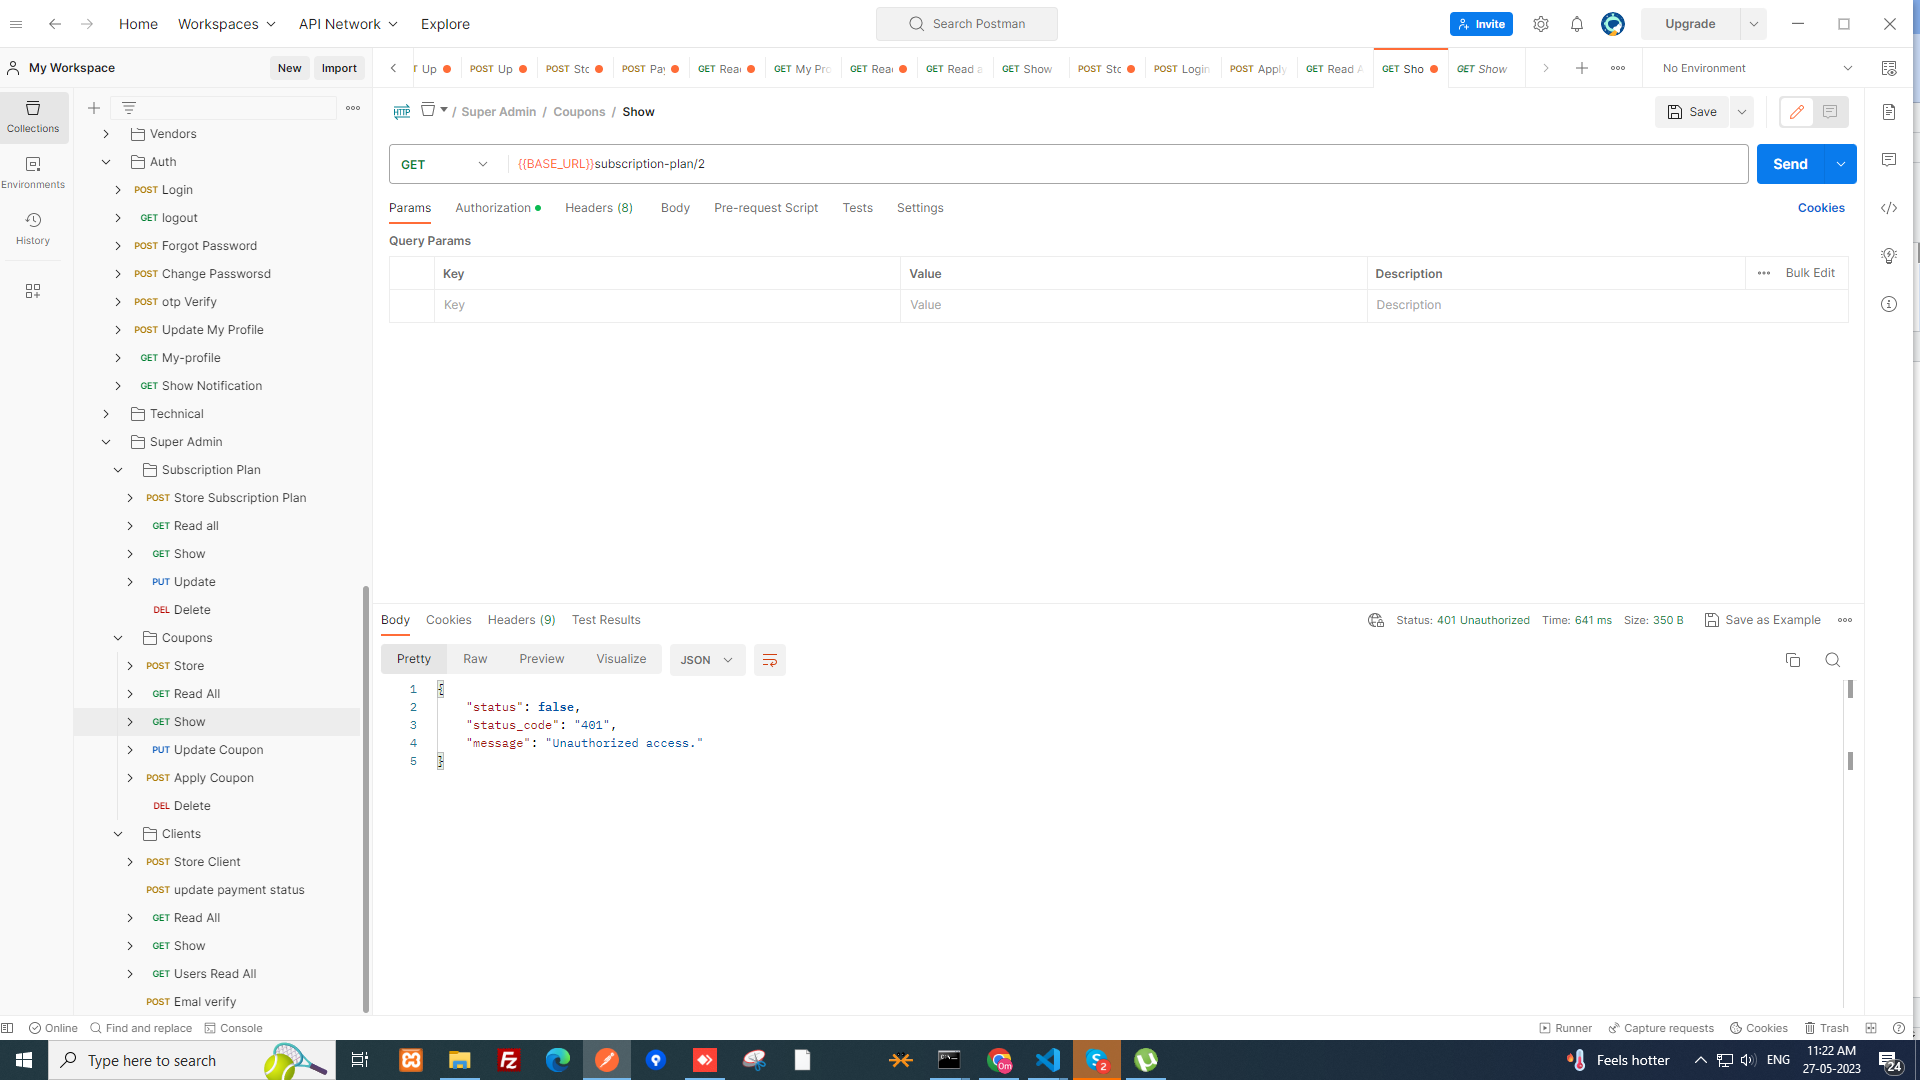 Home Workspaces API Network Explore Search Postman Invite Upgrade
My Workspace New Import
Up POST Up POST Stc POST Pay GET Read GET My Pro GET Read GET Read a GET Show POST Stc POST Login POST Apply GET Read A GET Sho GET Show No Environment
Collections
Environments
History
Vendors
Auth
POST Login
GET logout
POST Forgot Password
POST Change Passworsd
POST otp Verify
POST Update My Profile
GET My-profile
GET Show Notification
Technical
Super Admin
Subscription Plan
POST Store Subscription Plan
GET Read all
GET Show
PUT Update
DEL Delete
Coupons
POST Store
GET Read All
GET Show
PUT Update Coupon
POST Apply Coupon
DEL Delete
Clients
POST Store Client
POST update payment status
GET Read All
GET Show
GET Users Read All
POST Emal verify
HTTP / Super Admin / Coupons / Show Save
GET {{BASE_URL}}subscription-plan/2 Send
Params Authorization Headers (8) Body Pre-request Script Tests Settings Cookies
Query Params
Key Value Description Bulk Edit
Key Value Description
Body Cookies Headers (9) Test Results Status: 401 Unauthorized Time: 641 ms Size: 350 B Save as Example
Pretty Raw Preview Visualize JSON
1 {
2 "status": false,
3 "status_code": "401",
4 "message": "Unauthorized access."
5 }
Online Find and replace Console Runner Capture requests Cookies Trash
Type here to search Feels hotter ENG 11:22 AM
27-05-2023 24
0m
2